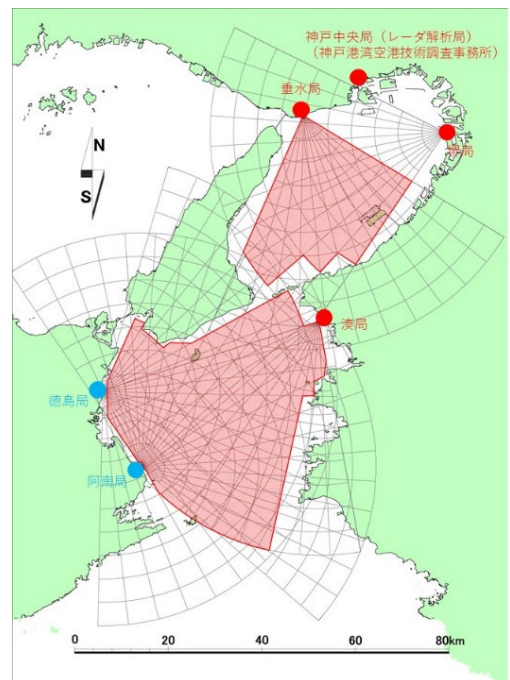 神戸中央局（レーダ解析局）
（神戸港湾空港技術調査事務所）
垂水局
堺局
N
S
湊局
徳島局
阿南局
0 20 40 60 80km